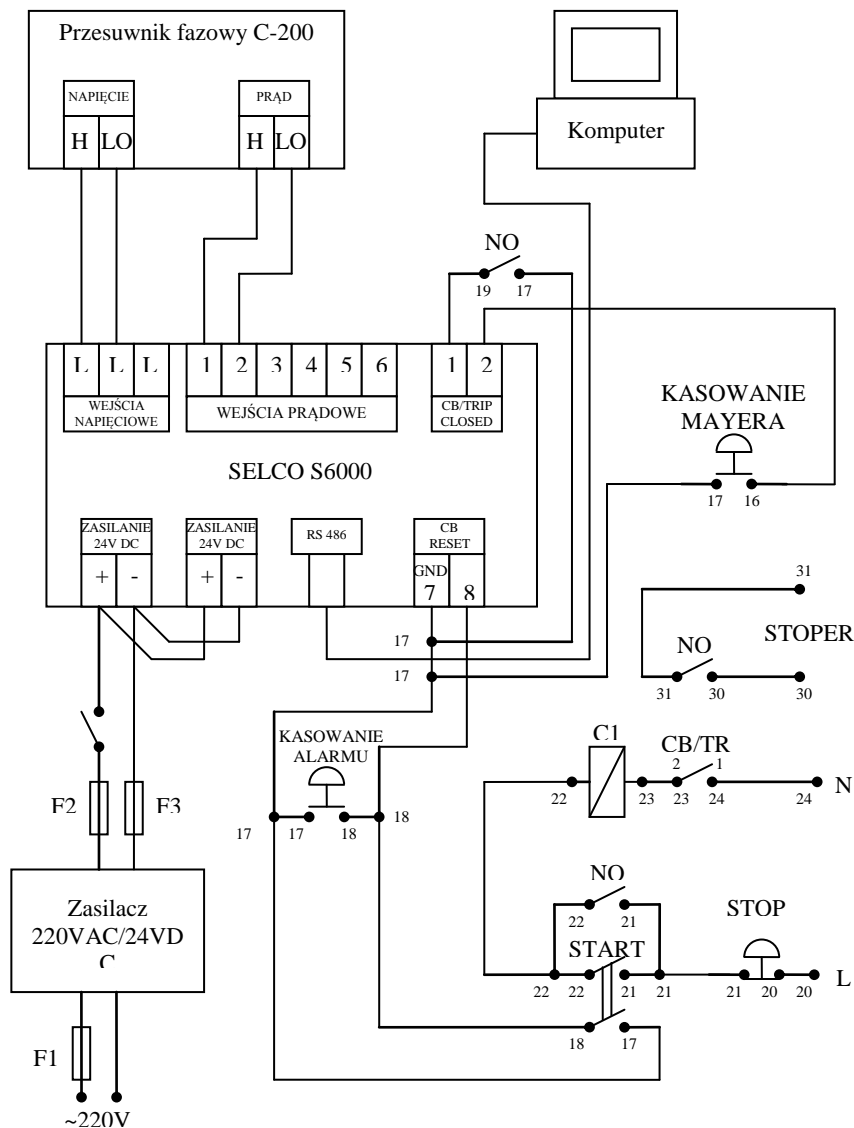 Przesuwnik fazowy C-200
NAPIĘCIE
PRĄD
H LO
H LO
Komputer
NO
19 17
L L L
1 2 3 4 5 6
1 2
WEJŚCIA
NAPIĘCIOWE
WEJŚCIA PRĄDOWE
CB/TRIP
CLOSED
KASOWANIE
MAYERA
17 16
SELCO S6000
ZASILANIE
24V DC
ZASILANIE
24V DC
RS 486
CB
RESET
+ -
+ -
GND
7 8
31
STOPER
NO
31 30 30
17
17
KASOWANIE
ALARMU
C1
CB/TR
2 1
22 23 23 24 24
N
F2
F3
17 17 18 18
NO
22 21
STOP
Zasilacz
220VAC/24VD
C
START
22 22 21 21 21 20 20
L
18 17
F1
~220V